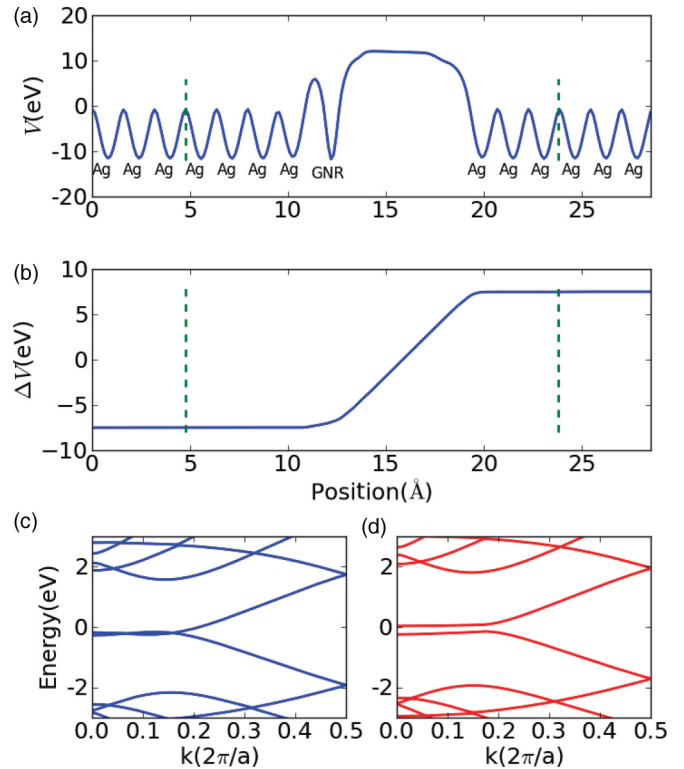 (a)
20
10
0
-10
-20
V(eV)
Ag Ag Ag Ag Ag Ag Ag GNR Ag Ag Ag Ag Ag Ag
0 5 10 15 20 25
(b)
10
5
0
-5
-10
ΔV(eV)
0 5 10 15 20 25
Position(Å)
(c)
2
0
-2
Energy(eV)
0.0 0.1 0.2 0.3 0.4 0.5
k(2π/a)
(d)
2
0
-2
0.0 0.1 0.2 0.3 0.4 0.5
k(2π/a)